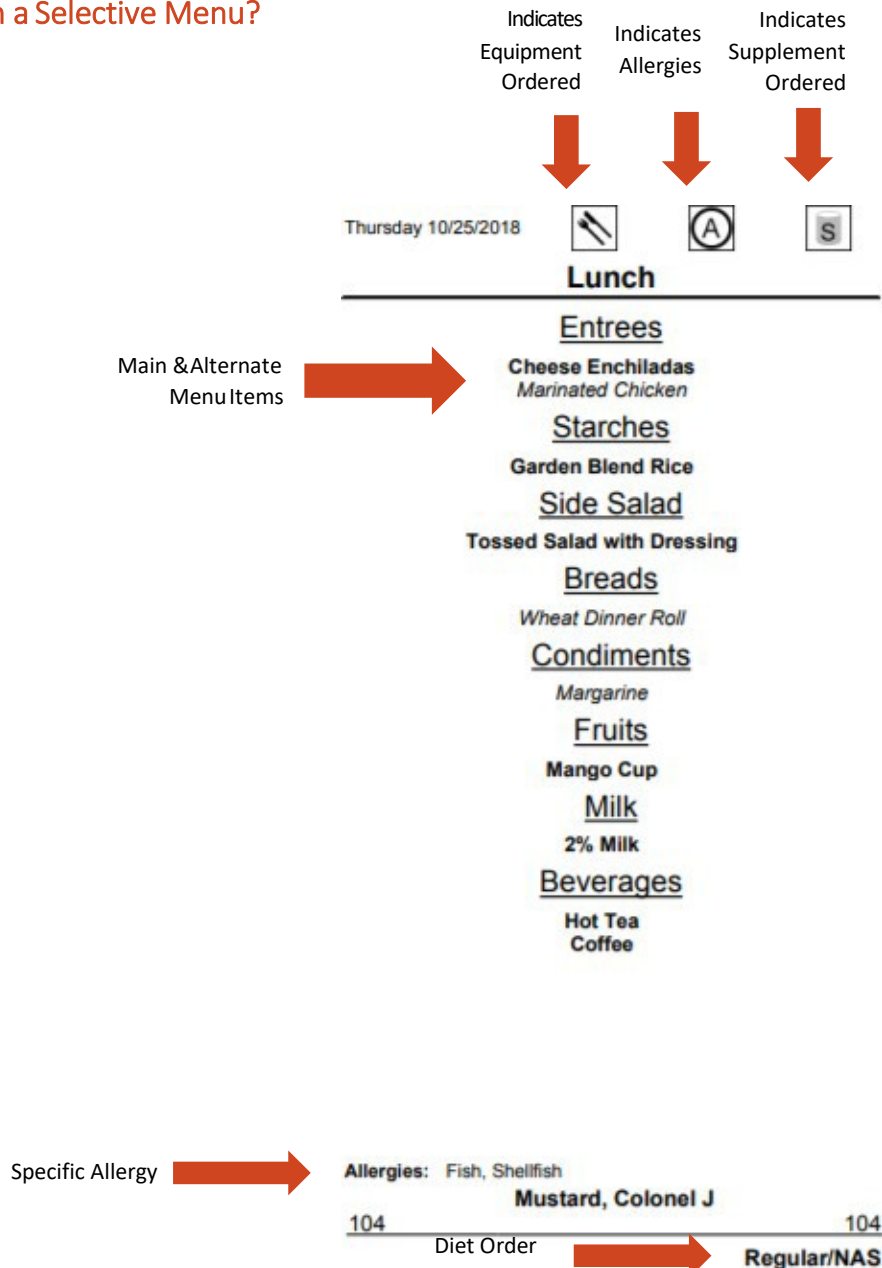 a Selective Menu?
Indicates
Equipment
Ordered
Indicates
Allergies
Indicates
Supplement
Ordered
Thursday 10/25/2018
A
S
Lunch
Entrees
Main &Alternate
Menu Items
Cheese Enchiladas
Marinated Chicken
Starches
Garden Blend Rice
Side Salad
Tossed Salad with Dressing
Breads
Wheat Dinner Roll
Condiments
Margarine
Fruits
Mango Cup
Milk
2% Milk
Beverages
Hot Tea
Coffee
Specific Allergy
Allergies: Fish, Shellfish
Mustard, Colonel J
104 104
Diet Order
Regular/NAS